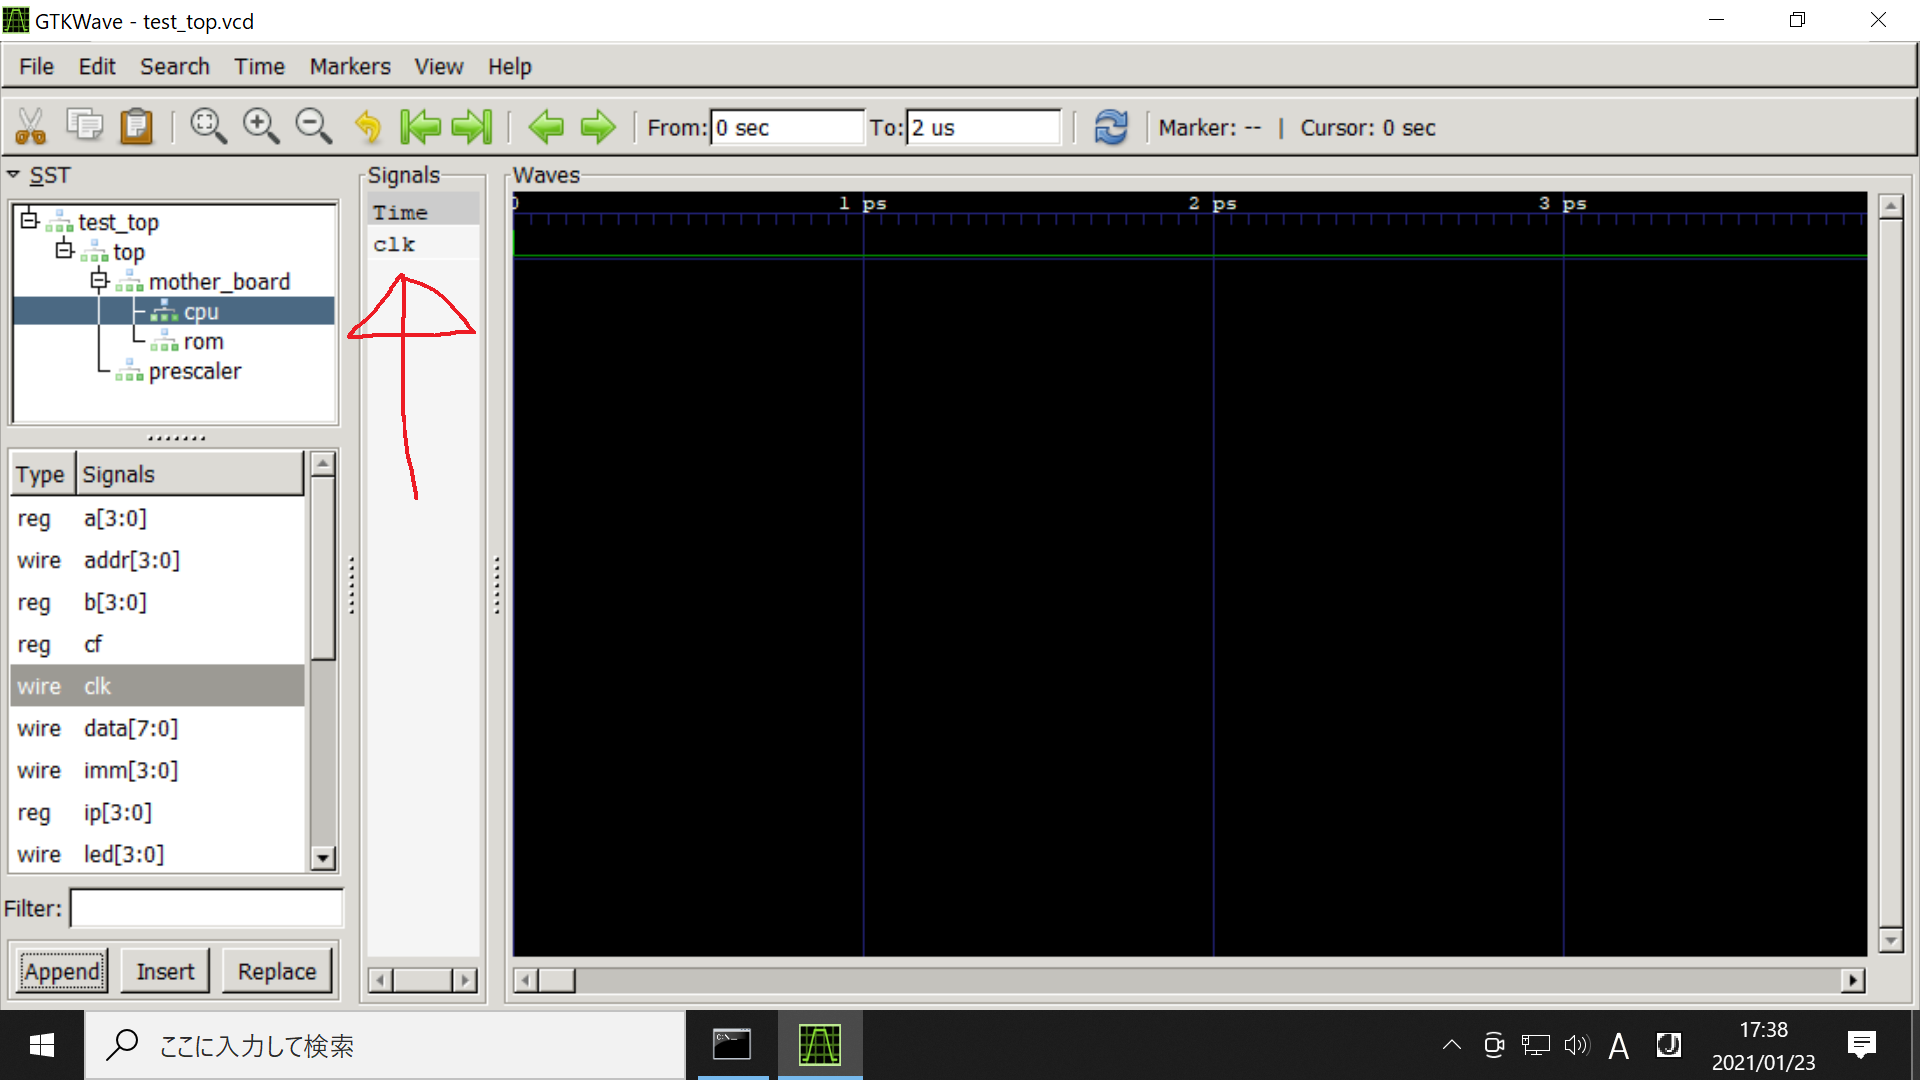 GTKWave - test_top.vcd
File Edit Search Time Markers View Help
From: 0 sec To: 2 us Marker: -- | Cursor: 0 sec
SST
test_top
top
mother_board
cpu
rom
prescaler
Type Signals
reg a[3:0]
wire addr[3:0]
reg b[3:0]
reg cf
wire clk
wire data[7:0]
wire imm[3:0]
reg ip[3:0]
wire led[3:0]
Filter:
Append Insert Replace
Signals
Time
clk
Waves
0 1 ps 2 ps 3 ps
ここに入力して検索
C:\_
A
J
17:38
2021/01/23